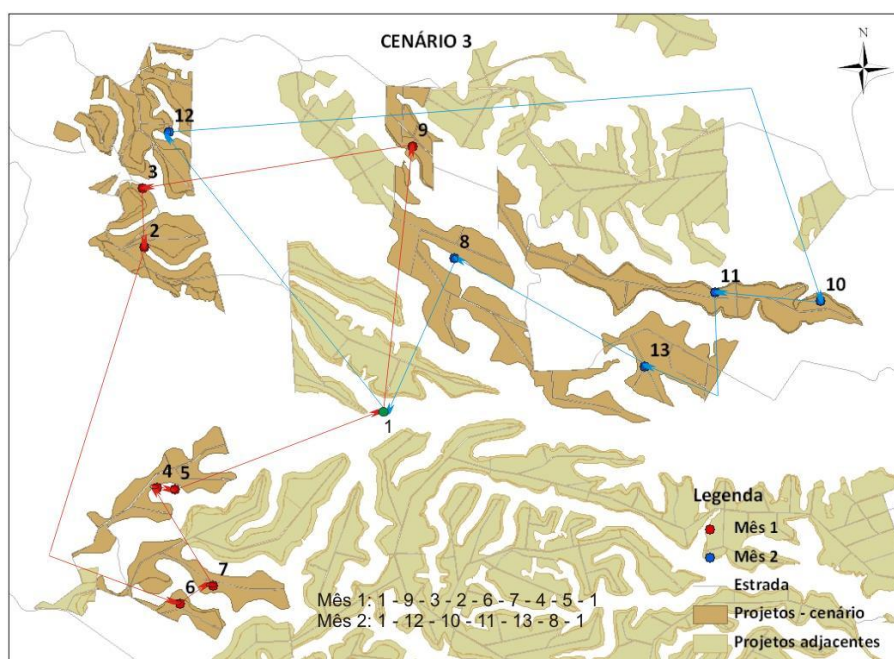 CENÁRIO 3
N
12
9
3
2
8
11
10
13
1
4 5
7
6
Legenda
Mês 1
Mês 2
Estrada
Projetos - cenário
Projetos adjacentes
Mês 1: 1 - 9 - 3 - 2 - 6 - 7 - 4 - 5 - 1
Mês 2: 1 - 12 - 10 - 11 - 13 - 8 - 1